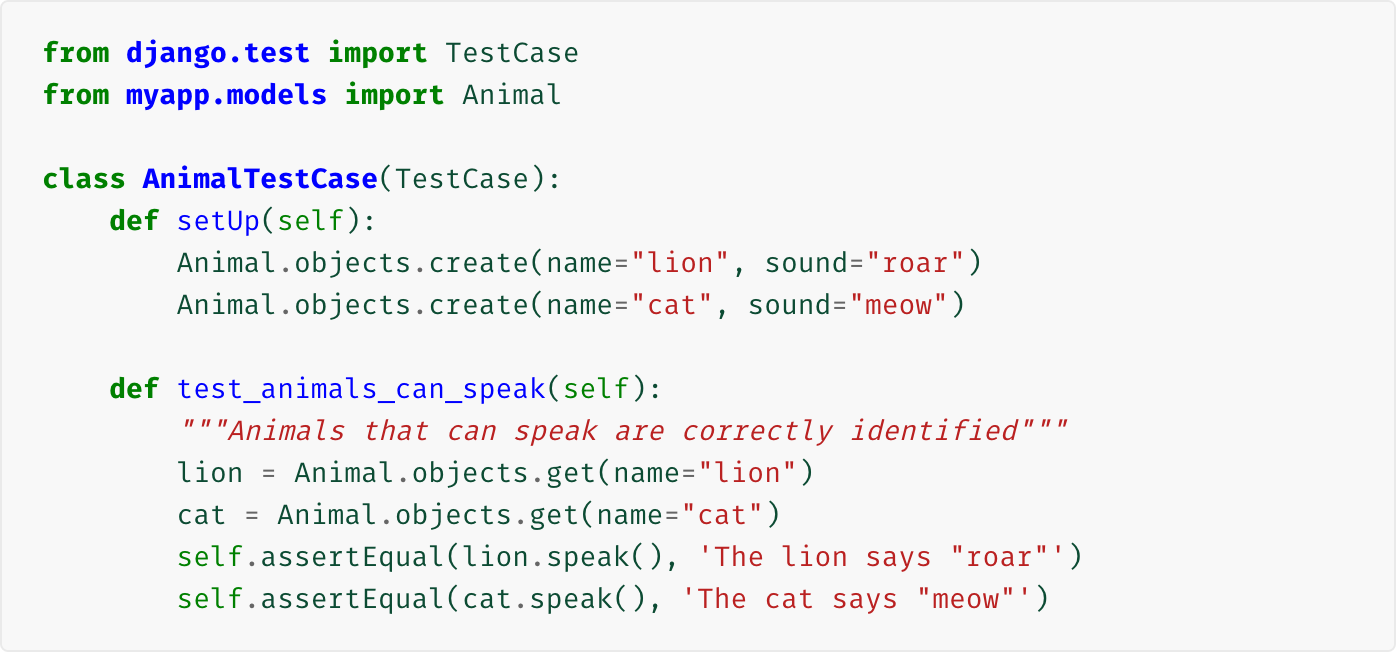 from django.test import TestCase
from myapp.models import Animal

class AnimalTestCase(TestCase):
    def setUp(self):
        Animal.objects.create(name="lion", sound="roar")
        Animal.objects.create(name="cat", sound="meow")

    def test_animals_can_speak(self):
        """Animals that can speak are correctly identified"""
        lion = Animal.objects.get(name="lion")
        cat = Animal.objects.get(name="cat")
        self.assertEqual(lion.speak(), 'The lion says "roar"')
        self.assertEqual(cat.speak(), 'The cat says "meow"')